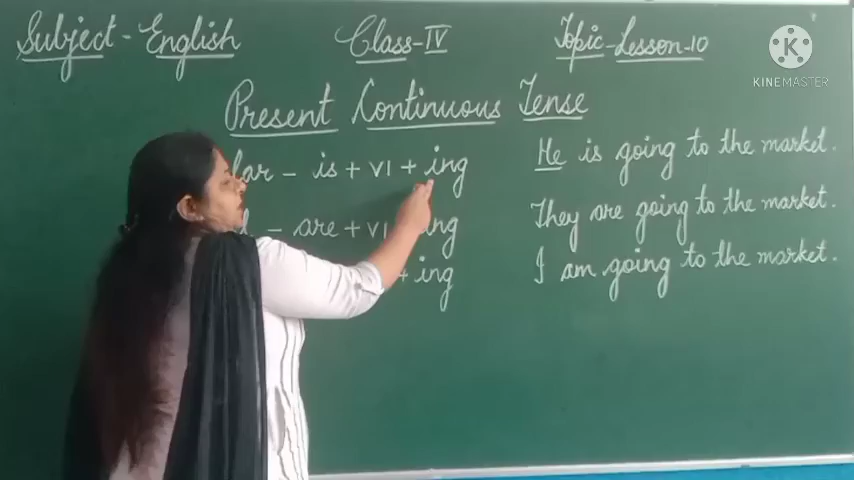 Subject - English Class - IV Topic - Lesson - 10
KINEMASTER
Present Continuous Tense
- is + V1 + ing He is going to the market.
- are + V1 ing They are going to the market.
+ ing I am going to the market.